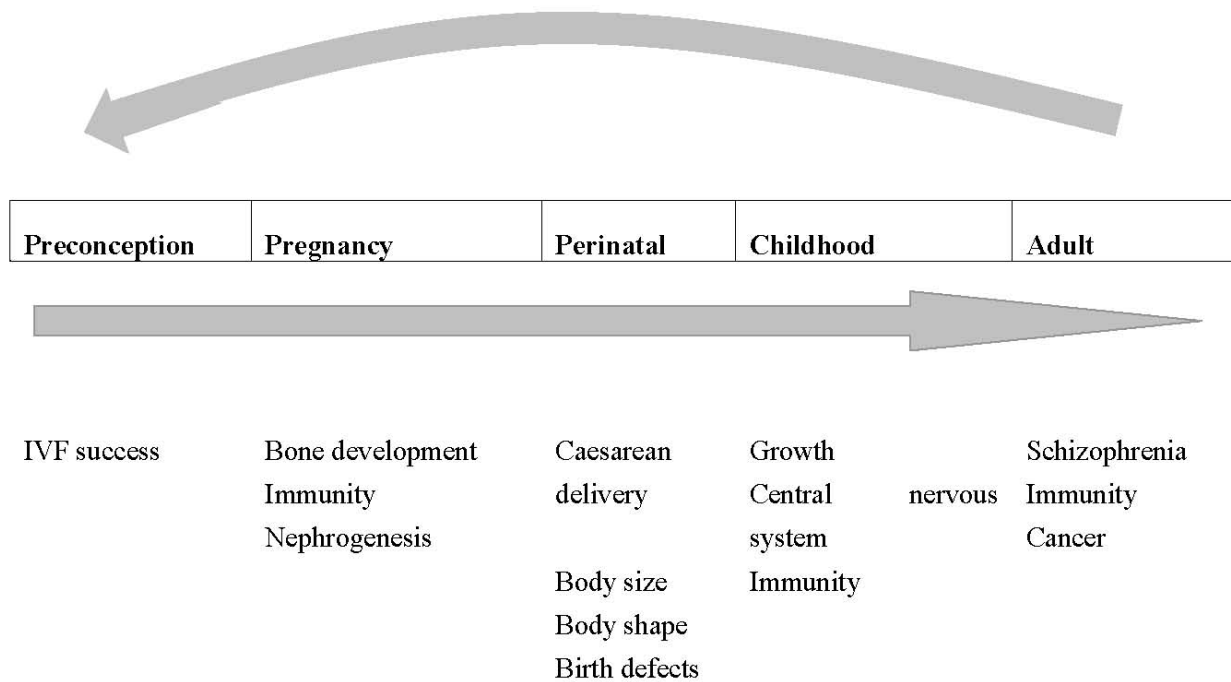 Preconception
Pregnancy
Perinatal
Childhood
Adult
IVF success
Bone development
Immunity
Nephrogenesis
Caesarean
delivery
Body size
Body shape
Birth defects
Growth
Central nervous
system
Immunity
Schizophrenia
Immunity
Cancer